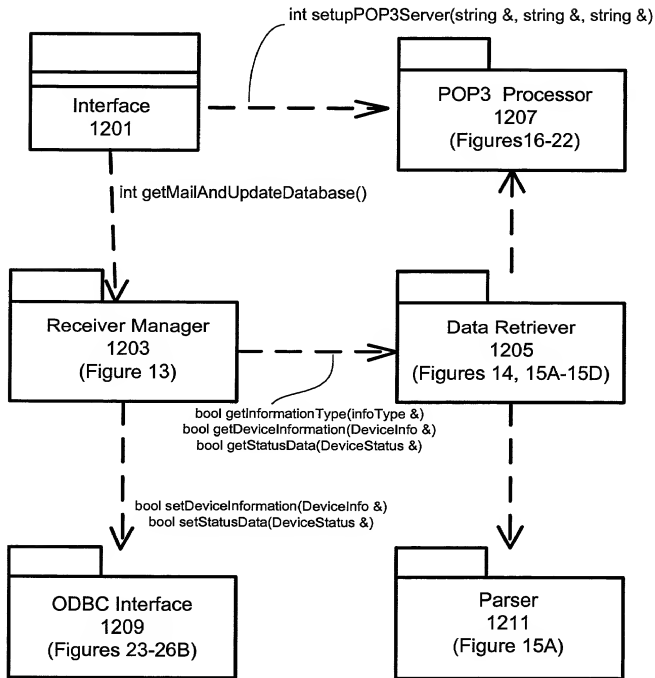 int setupPOP3Server(string &, string &, string &)
Interface
1201
POP3 Processor
1207
(Figures16-22)
int getMailAndUpdateDatabase()
Receiver Manager
1203
(Figure 13)
Data Retriever
1205
(Figures 14, 15A-15D)
bool getInformationType(infoType &)
bool getDeviceInformation(DeviceInfo &)
bool getStatusData(DeviceStatus &)
bool setDeviceInformation(DeviceInfo &)
bool setStatusData(DeviceStatus &)
ODBC Interface
1209
(Figures 23-26B)
Parser
1211
(Figure 15A)